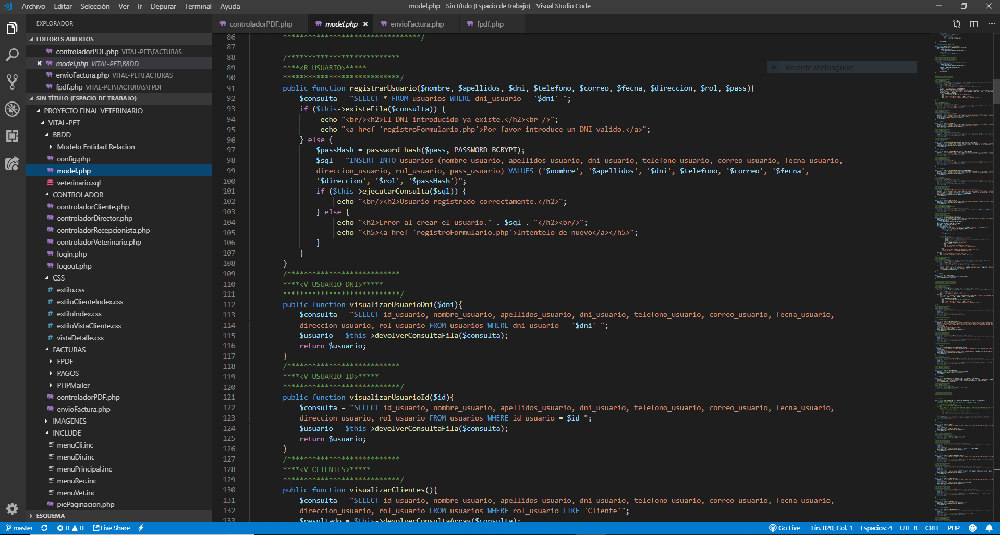 Archivo Editar Selección Ver Ir Depurar Terminal Ayuda
model.php - Sin título (Espacio de trabajo) - Visual Studio Code
EXPLORADOR
EDITORES ABIERTOS
controladorPDF.php VITAL-PET\FACTURAS
model.php VITAL-PET\BBDD
envioFactura.php VITAL-PET\FACTURAS
fpdf.php VITAL-PET\FACTURAS\FPDF
SIN TÍTULO (ESPACIO DE TRABAJO)
PROYECTO FINAL VETERINARIO
VITAL-PET
BBDD
Modelo Entidad Relacion
config.php
model.php
veterinario.sql
CONTROLADOR
controladorCliente.php
controladorDirector.php
controladorRecepcionista.php
controladorVeterinario.php
login.php
logout.php
CSS
estilo.css
estiloClienteIndex.css
estiloIndex.css
estiloVistaCliente.css
vistaDetalle.css
FACTURAS
FPDF
PAGOS
PHPMailer
controladorPDF.php
envioFactura.php
IMAGENES
INCLUDE
menuCli.inc
menuDir.inc
menuPrincipal.inc
menuRec.inc
menuVet.inc
piePaginacion.php
ESQUEMA
controladorPDF.php model.php envioFactura.php fpdf.php
Recorte rectangular
86 *********************************/
87
88 /***************************
89 ****<R USUARIO>*****
90 ****************************/
91 public function registrarUsuario($nombre, $apellidos, $dni, $telefono, $correo, $fecna, $direccion, $rol, $pass){
92 $consulta = "SELECT * FROM usuarios WHERE dni_usuario = '$dni' ";
93 if ($this->existeFila($consulta)) {
94 echo "<br/><h2>El DNI introducido ya existe.</h2><br />";
95 echo "<a href='registroFormulario.php'>Por favor introduce un DNI valido.</a>";
96 } else {
97 $passHash = password_hash($pass, PASSWORD_BCRYPT);
98 $sql = "INSERT INTO usuarios (nombre_usuario, apellidos_usuario, dni_usuario, telefono_usuario, correo_usuario, fecna_usuario,
99 direccion_usuario, rol_usuario, pass_usuario) VALUES ('$nombre', '$apellidos', '$dni', $telefono, '$correo', '$fecna',
100 '$direccion', '$rol', '$passHash')";
101 if ($this->ejecutarConsulta($sql)) {
102 echo "<br/><h2>Usuario registrado correctamente.</h2>";
103 } else {
104 echo "<h2>Error al crear el usuario." . $sql . "</h2><br/>";
105 echo "<h5><a href='registroFormulario.php'>Intentelo de nuevo</a></h5>";
106 }
107 }
108 }
109 /***************************
110 ****<V USUARIO DNI>*****
111 ****************************/
112 public function visualizarUsuarioDni($dni){
113 $consulta = "SELECT id_usuario, nombre_usuario, apellidos_usuario, dni_usuario, telefono_usuario, correo_usuario, fecna_usuario,
114 direccion_usuario, rol_usuario FROM usuarios WHERE dni_usuario = '$dni' ";
115 $usuario = $this->devolverConsultaFila($consulta);
116 return $usuario;
117 }
118 /***************************
119 ****<V USUARIO ID>*****
120 ****************************/
121 public function visualizarUsuarioId($id){
122 $consulta = "SELECT id_usuario, nombre_usuario, apellidos_usuario, dni_usuario, telefono_usuario, correo_usuario, fecna_usuario,
123 direccion_usuario, rol_usuario FROM usuarios WHERE id_usuario = $id ";
124 $usuario = $this->devolverConsultaFila($consulta);
125 return $usuario;
126 }
127 /***************************
128 ****<V CLIENTES>*****
129 ****************************/
130 public function visualizarClientes(){
131 $consulta = "SELECT id_usuario, nombre_usuario, apellidos_usuario, dni_usuario, telefono_usuario, correo_usuario, fecna_usuario,
132 direccion_usuario, rol_usuario FROM usuarios WHERE rol_usuario LIKE 'Cliente'";
133 $resultado = $this->devolverConsultaArray($consulta);
master 0 0 Live Share Go Live Lín. 820, Col. 1 Espacios: 4 UTF-8 CRLF PHP